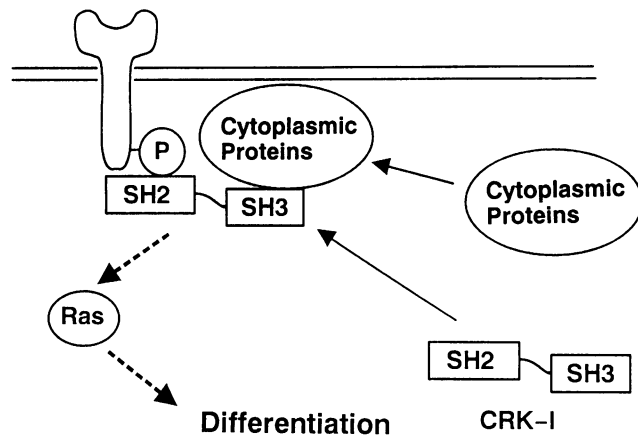 Cytoplasmic
Proteins
P
SH2
SH3
Cytoplasmic
Proteins
Ras
SH2
SH3
Differentiation
CRK-I